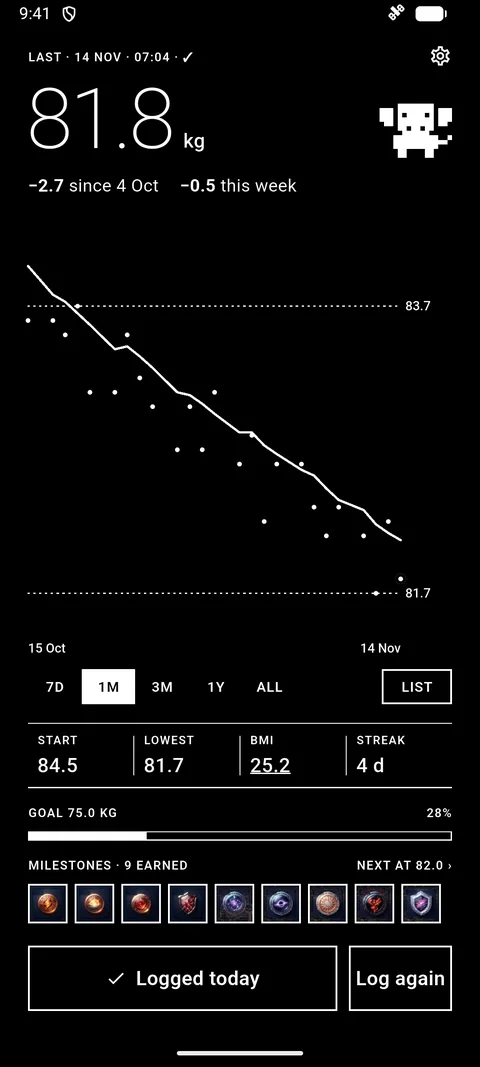 9:41
LAST · 14 NOV · 07:04 · ✓
81.8 kg
−2.7 since 4 Oct −0.5 this week
83.7
81.7
15 Oct 14 Nov
7D 1M 3M 1Y ALL LIST
START LOWEST BMI STREAK
84.5 81.7 25.2 4 d
GOAL 75.0 KG 28%
MILESTONES · 9 EARNED NEXT AT 82.0 ›
✓ Logged today Log again